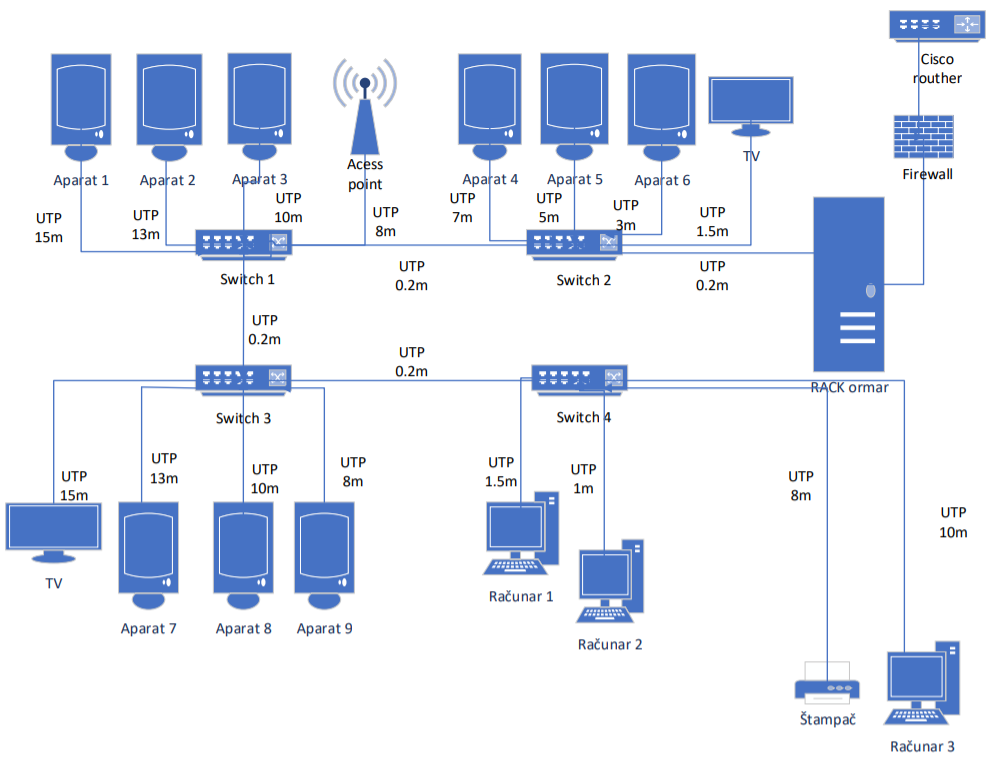 Cisco
routher
Firewall
Acess
point
TV
Aparat 1
Aparat 2
Aparat 3
Aparat 4
Aparat 5
Aparat 6
UTP
15m
UTP
13m
UTP
10m
UTP
8m
UTP
7m
UTP
5m
UTP
3m
UTP
1.5m
Switch 1
UTP
0.2m
Switch 2
UTP
0.2m
UTP
0.2m
UTP
0.2m
RACK ormar
Switch 3
Switch 4
UTP
15m
UTP
13m
UTP
10m
UTP
8m
UTP
1.5m
UTP
1m
UTP
8m
UTP
10m
TV
Aparat 7
Aparat 8
Aparat 9
Računar 1
Računar 2
Štampač
Računar 3